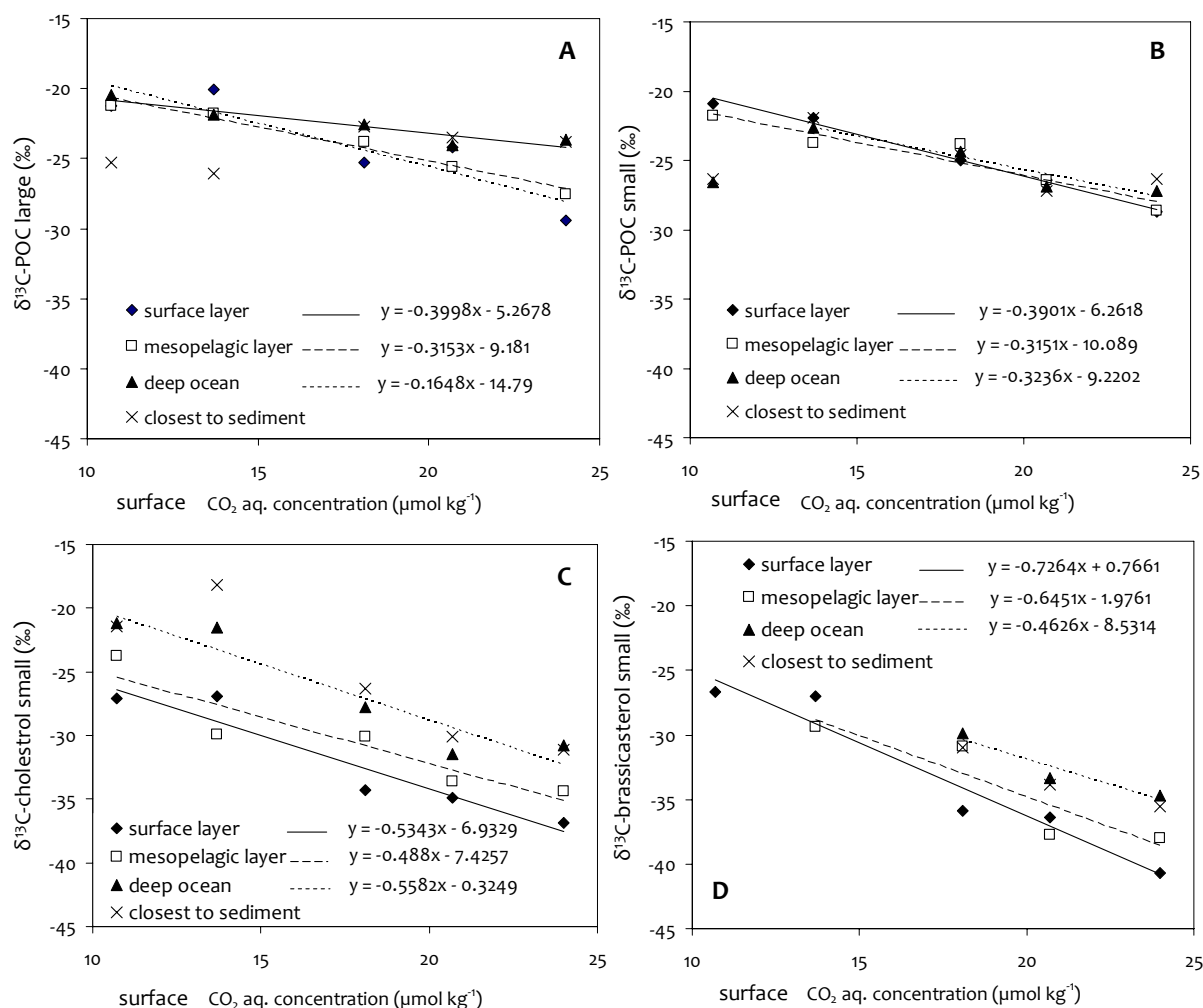 A
δ¹³C-POC large (‰)
-15
-20
-25
-30
-35
-40
-45
surface layer y = -0.3998x - 5.2678
mesopelagic layer y = -0.3153x - 9.181
deep ocean y = -0.1648x - 14.79
closest to sediment
10 15 20 25
surface CO₂ aq. concentration (µmol kg⁻¹)
B
δ¹³C-POC small (‰)
-15
-20
-25
-30
-35
-40
-45
surface layer y = -0.3901x - 6.2618
mesopelagic layer y = -0.3151x - 10.089
deep ocean y = -0.3236x - 9.2202
closest to sediment
10 15 20 25
surface CO₂ aq. concentration (µmol kg⁻¹)
C
δ¹³C-cholestrol small (‰)
-15
-20
-25
-30
-35
-40
-45
surface layer y = -0.5343x - 6.9329
mesopelagic layer y = -0.488x - 7.4257
deep ocean y = -0.5582x - 0.3249
closest to sediment
10 15 20 25
surface CO₂ aq. concentration (µmol kg⁻¹)
δ¹³C-brassicasterol small (‰)
-15
-20
-25
-30
-35
-40
-45
surface layer y = -0.7264x + 0.7661
mesopelagic layer y = -0.6451x - 1.9761
deep ocean y = -0.4626x - 8.5314
closest to sediment
D
10 15 20 25
surface CO₂ aq. concentration (µmol kg⁻¹)